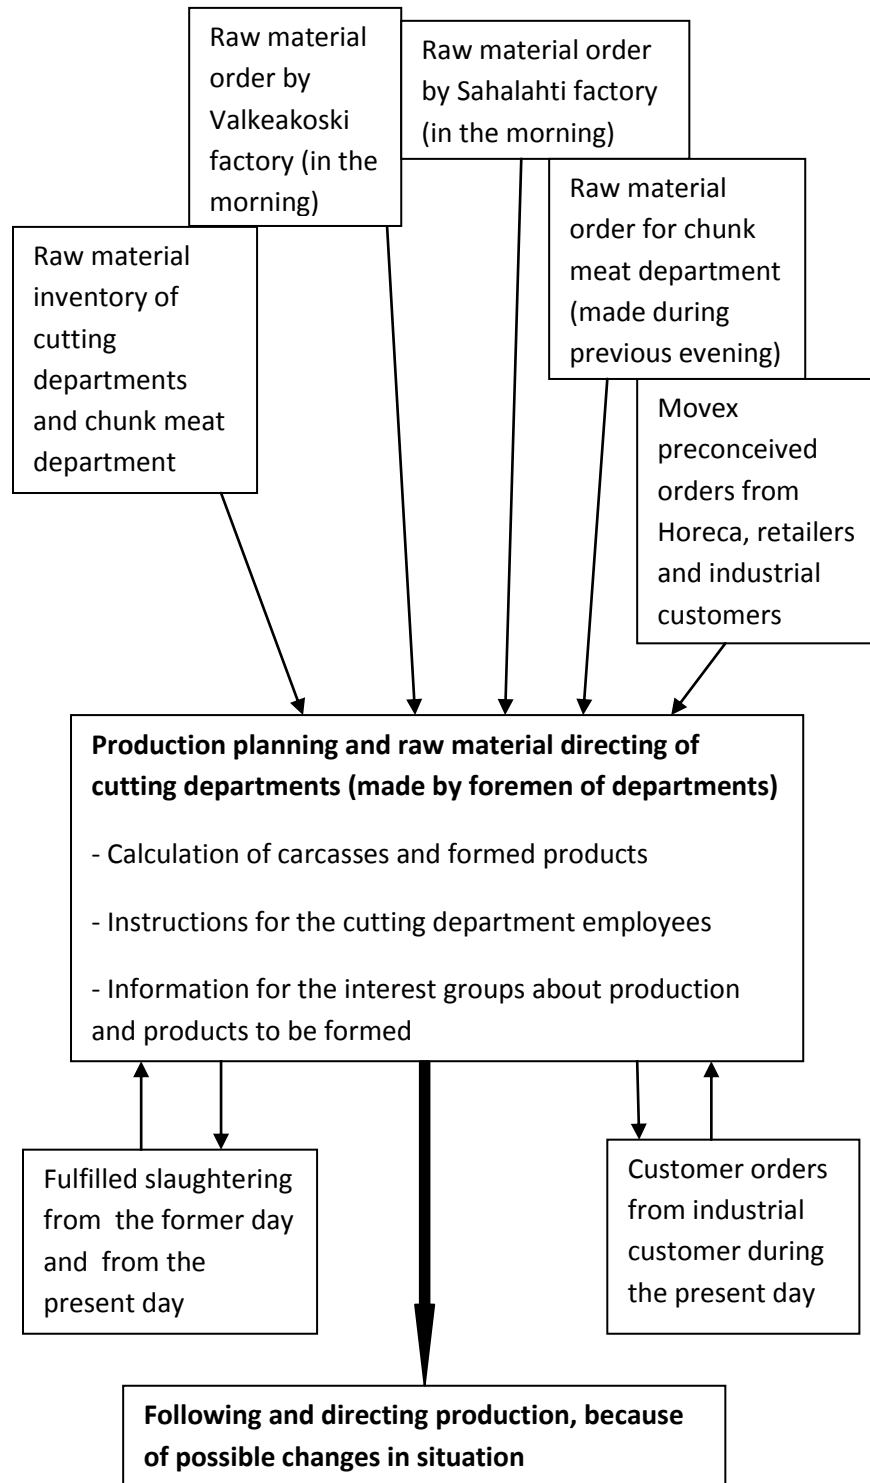 Raw material
order by
Valkeakoski
factory (in the
morning)
Raw material order
by Sahalahti factory
(in the morning)
Raw material
order for chunk
meat department
(made during
previous evening)
Raw material
inventory of
cutting
departments
and chunk meat
department
Movex
preconceived
orders from
Horeca, retailers
and industrial
customers
Production planning and raw material directing of
cutting departments (made by foremen of departments)
- Calculation of carcasses and formed products
- Instructions for the cutting department employees
- Information for the interest groups about production
and products to be formed
Fulfilled slaughtering
from the former day
and from the
present day
Customer orders
from industrial
customer during
the present day
Following and directing production, because
of possible changes in situation